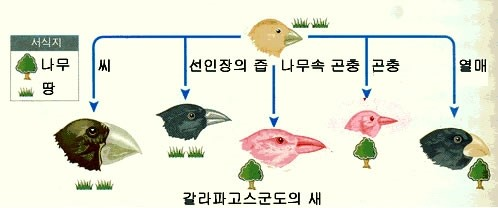 서식지
나무
땅
씨
선인장의 즙
나무속 곤충
곤충
열매
갈라파고스군도의 새